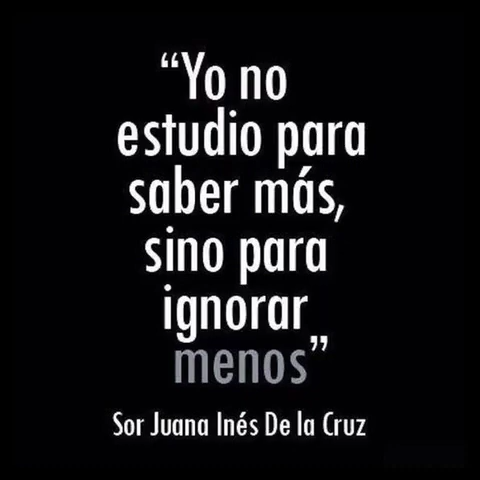 “Yo no
estudio para
saber más,
sino para
ignorar
menos”
Sor Juana Inés De la Cruz